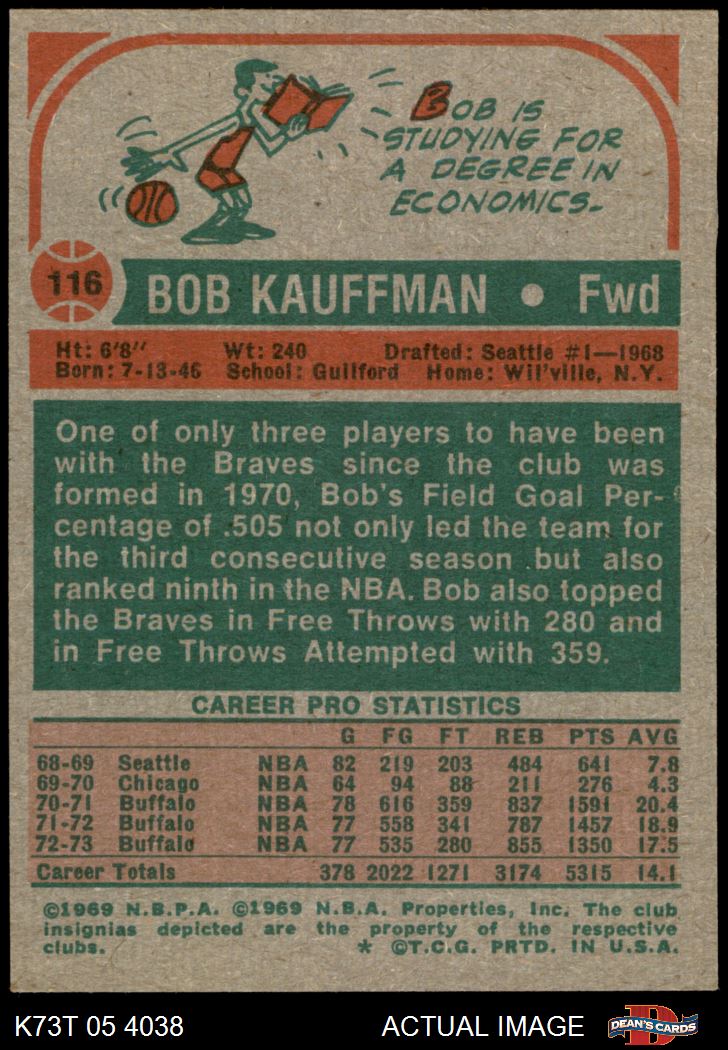 BOB IS
STUDYING FOR
A DEGREE IN
ECONOMICS.
116 BOB KAUFFMAN • Fwd
Ht: 6'8" Wt: 240 Drafted: Seattle #1—1968
Born: 7-13-46 School: Guilford Home: Wil'ville, N.Y.
One of only three players to have been
with the Braves since the club was
formed in 1970, Bob's Field Goal Per-
centage of .505 not only led the team for
the third consecutive season but also
ranked ninth in the NBA. Bob also topped
the Braves in Free Throws with 280 and
in Free Throws Attempted with 359.
CAREER PRO STATISTICS
G FG FT REB PTS AVG
68-69 Seattle NBA 82 219 203 484 641 7.8
69-70 Chicago NBA 64 94 88 211 276 4.3
70-71 Buffalo NBA 78 616 359 837 1591 20.4
71-72 Buffalo NBA 77 558 341 787 1457 18.9
72-73 Buffalo NBA 77 535 280 855 1350 17.5
Career Totals 378 2022 1271 3174 5315 14.1
©1969 N.B.P.A. ©1969 N.B.A. Properties, Inc. The club
insignias depicted are the property of the respective
clubs. * ©T.C.G. PRTD. IN U.S.A.
K73T 05 4038 ACTUAL IMAGE DEAN'S CARDS